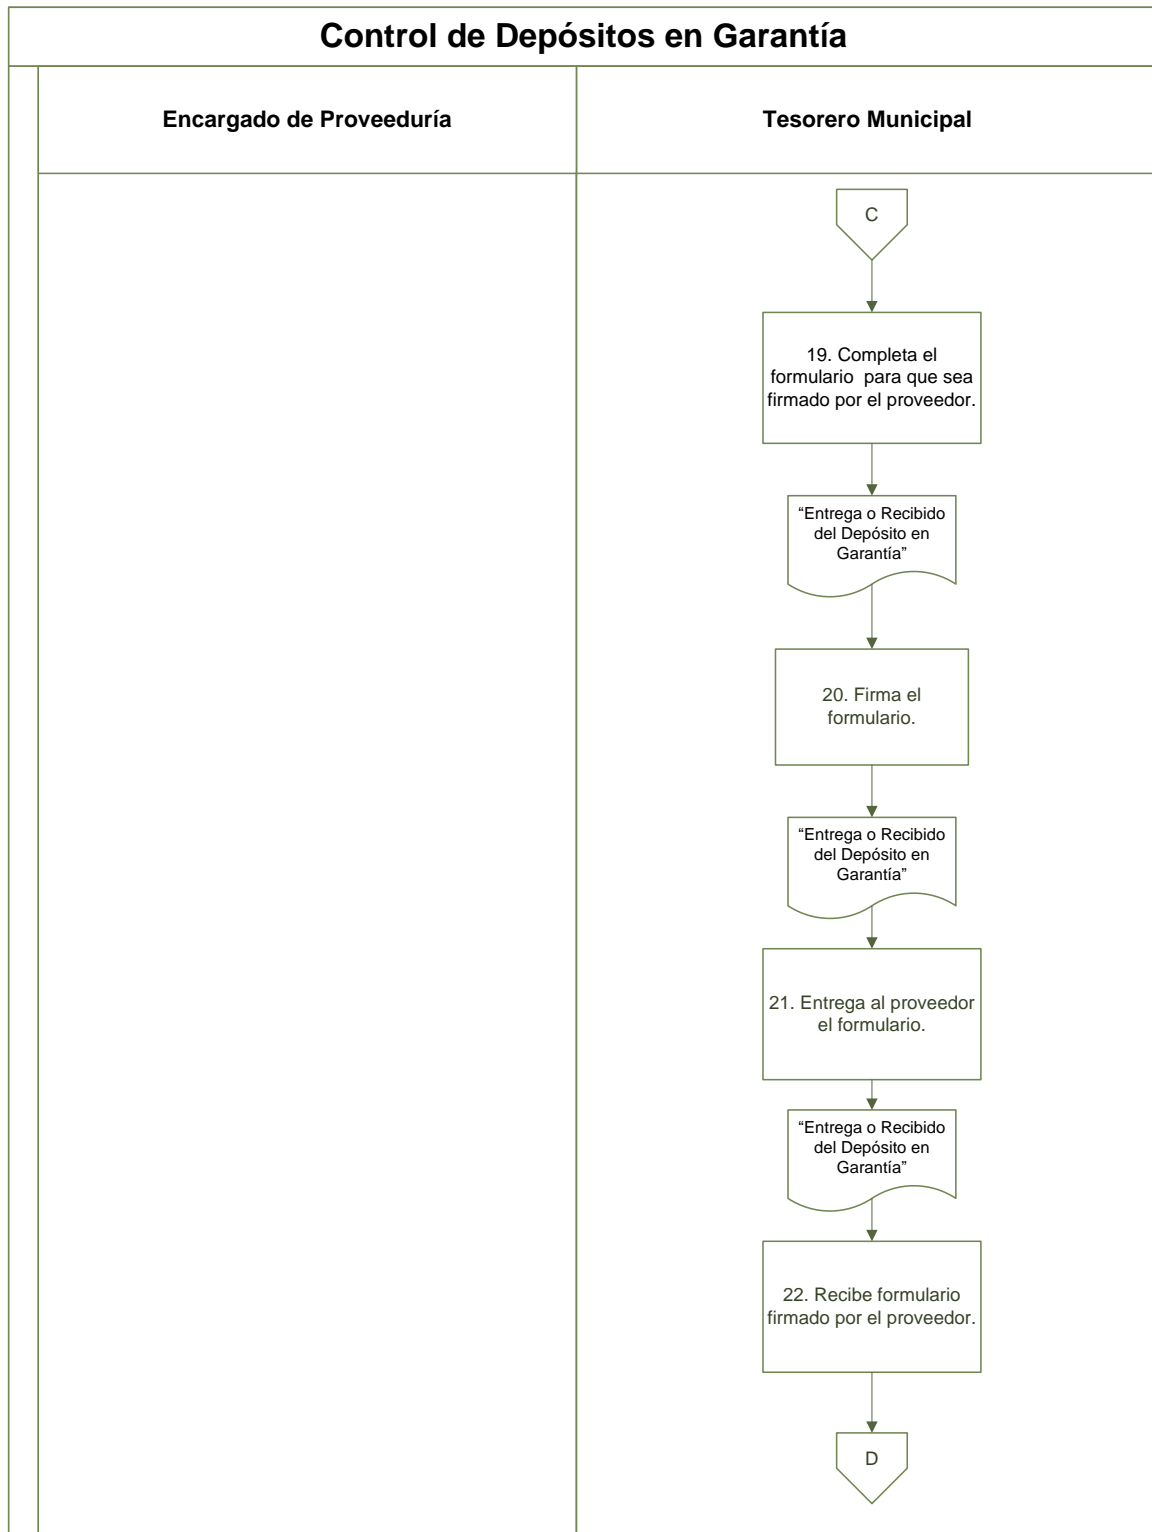 Control de Depósitos en Garantía
Encargado de Proveeduría
Tesorero Municipal
C
19. Completa el
formulario para que sea
firmado por el proveedor.
“Entrega o Recibido
del Depósito en
Garantía”
20. Firma el
formulario.
“Entrega o Recibido
del Depósito en
Garantía”
21. Entrega al proveedor
el formulario.
“Entrega o Recibido
del Depósito en
Garantía”
22. Recibe formulario
firmado por el proveedor.
D